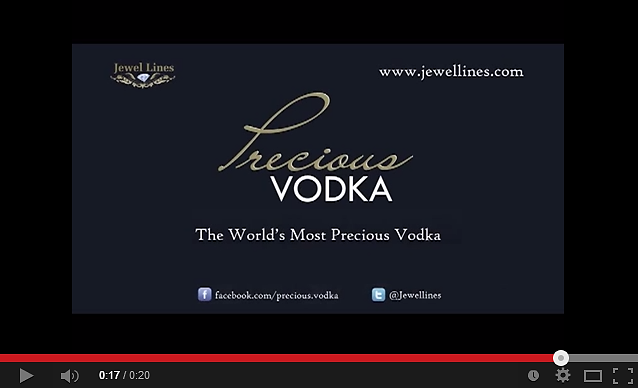 Jewel Lines
www.jewellines.com
Precious
VODKA
The World's Most Precious Vodka
facebook.com/precious.vodka
@Jewellines
0:17 / 0:20